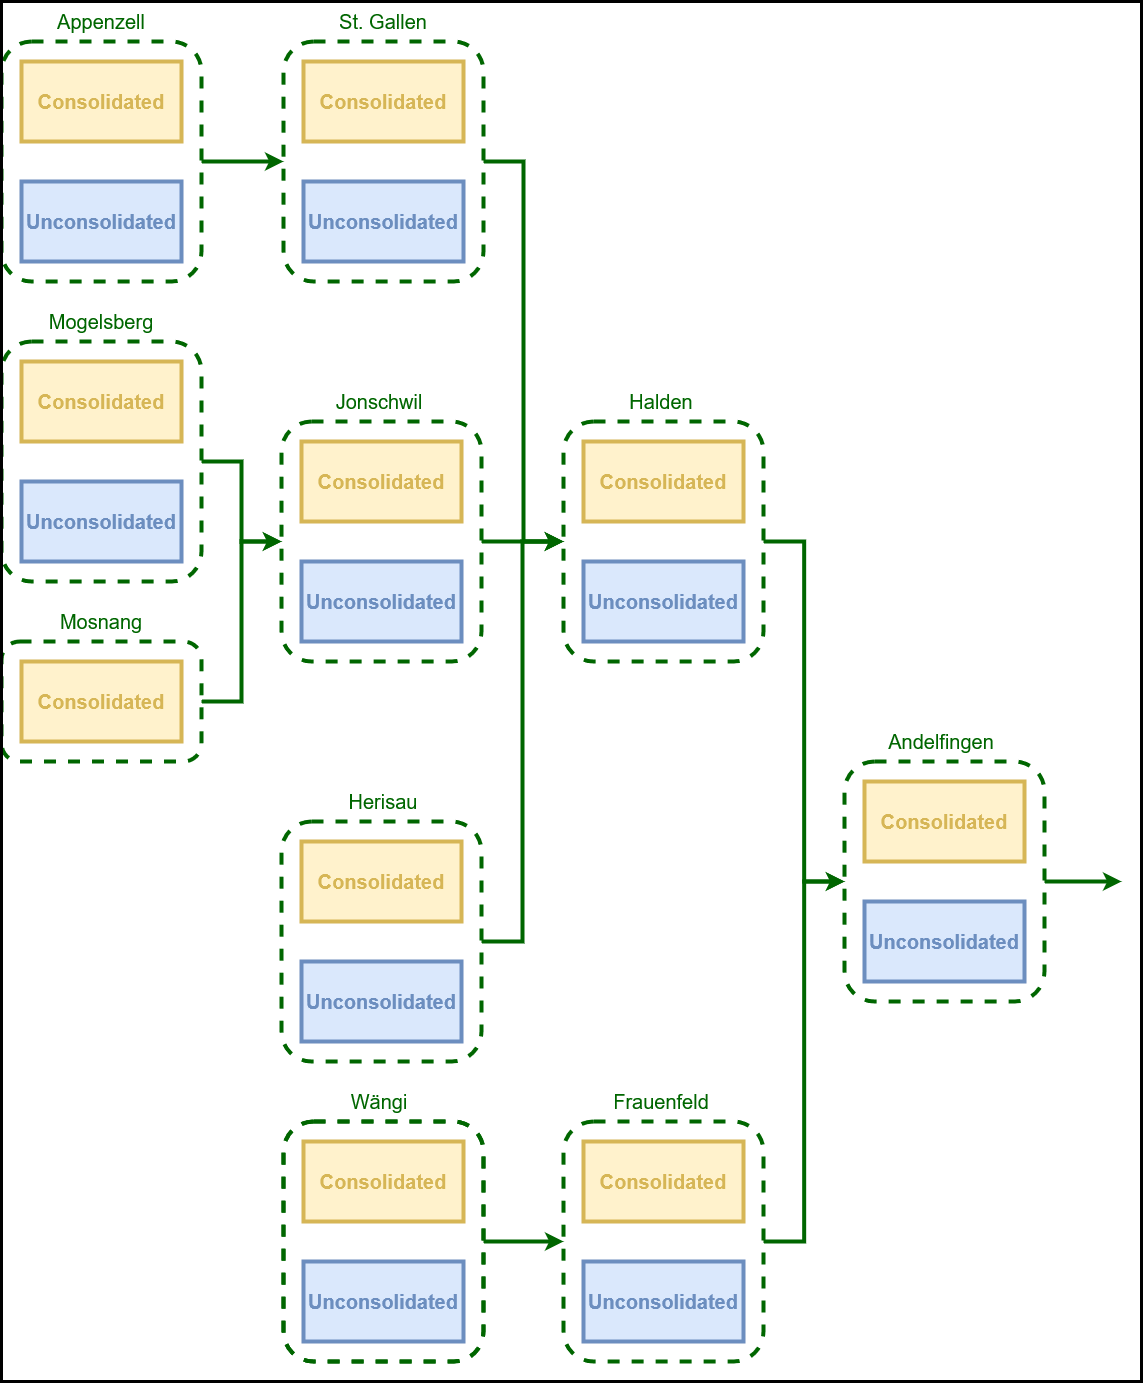 Appenzell
Consolidated
Unconsolidated
St. Gallen
Consolidated
Unconsolidated
Mogelsberg
Consolidated
Unconsolidated
Mosnang
Consolidated
Jonschwil
Consolidated
Unconsolidated
Halden
Consolidated
Unconsolidated
Herisau
Consolidated
Unconsolidated
Wängi
Consolidated
Unconsolidated
Frauenfeld
Consolidated
Unconsolidated
Andelfingen
Consolidated
Unconsolidated